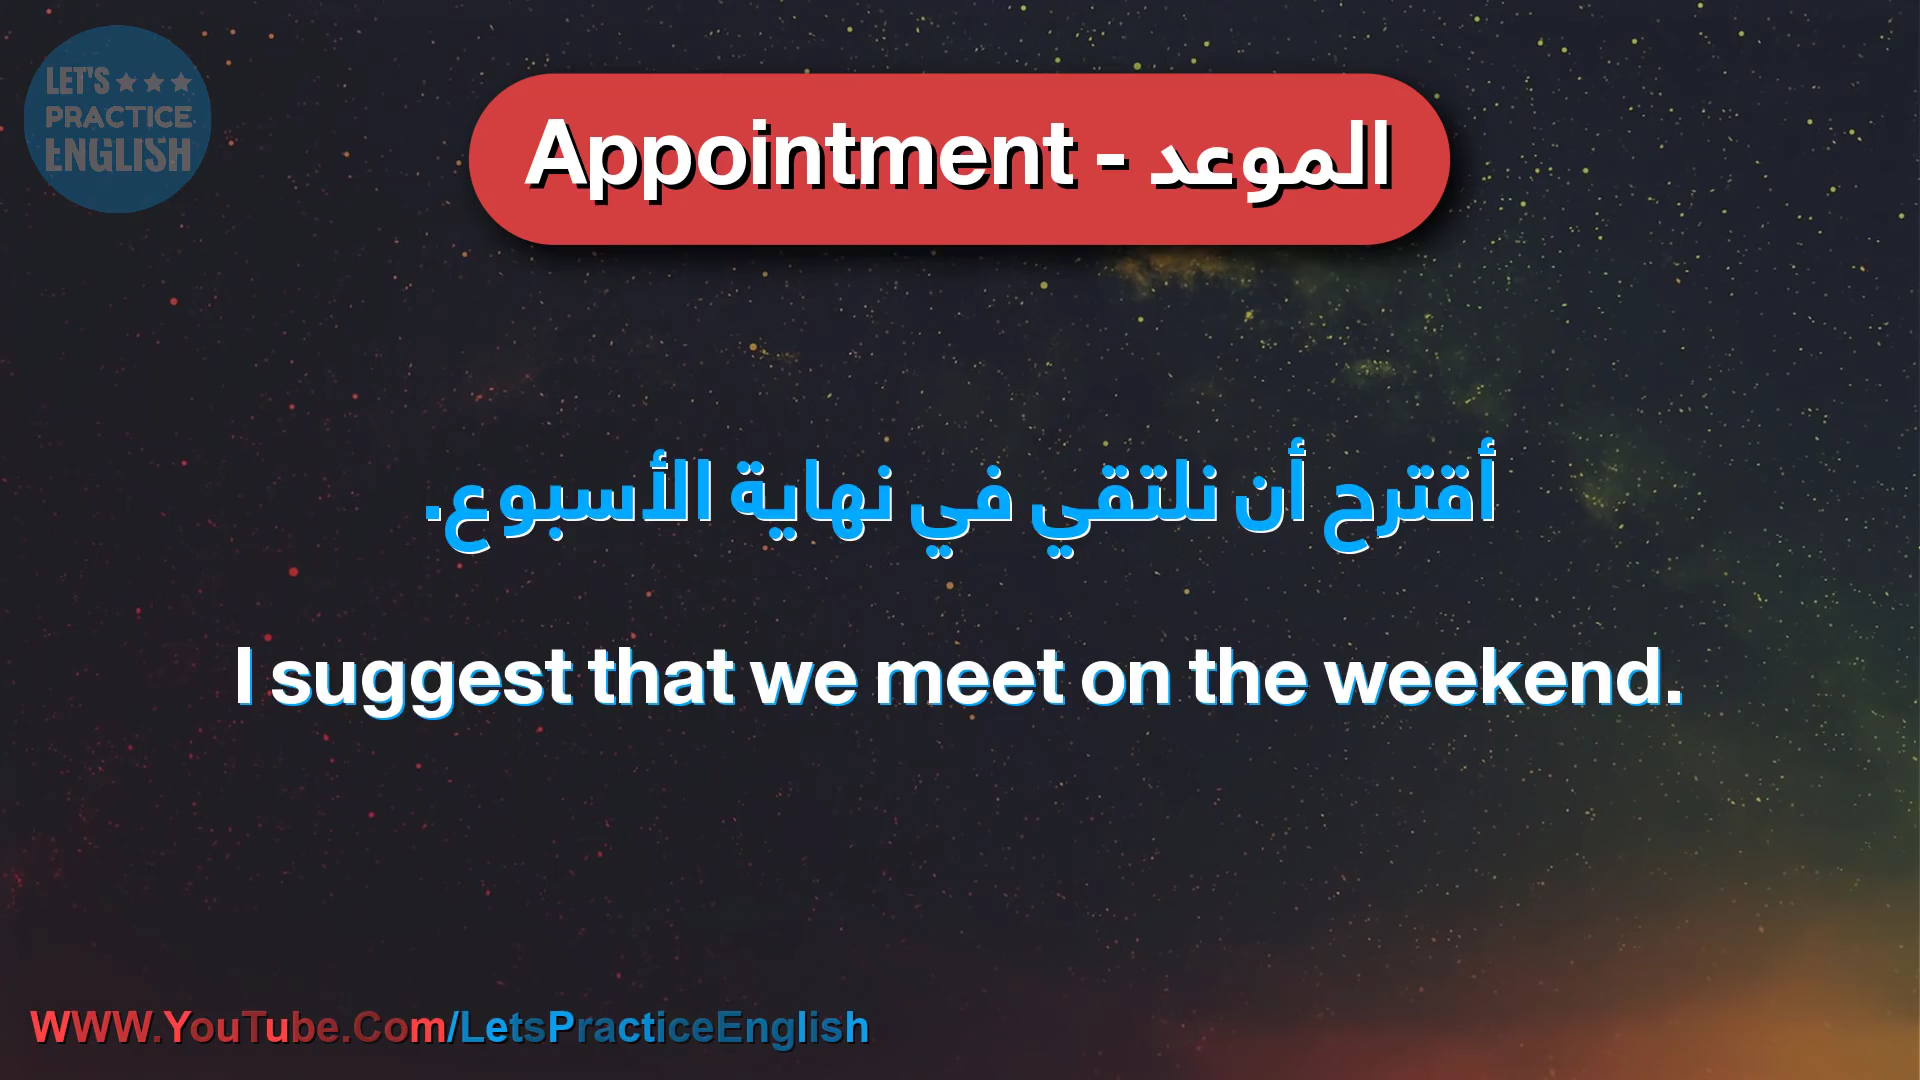 LET'S
PRACTICE
ENGLISH
Appointment - الموعد
أقترح أن نلتقي في نهاية الأسبوع.
I suggest that we meet on the weekend.
WWW.YouTube.Com/LetsPracticeEnglish